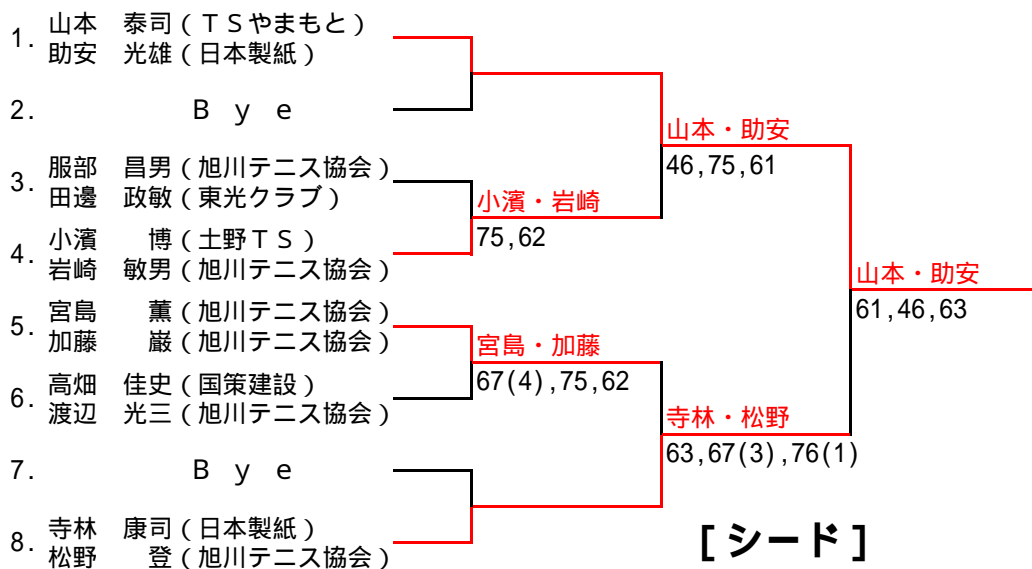 1. 山本　泰司(TSやまもと)
助安　光雄(日本製紙)
2. Bye
3. 服部　昌男(旭川テニス協会)
田邊　政敏(東光クラブ)
4. 小濱　博(土野TS)
岩崎　敏男(旭川テニス協会)
5. 宮島　薫(旭川テニス協会)
加藤　巌(旭川テニス協会)
6. 高畑　佳史(国策建設)
渡辺　光三(旭川テニス協会)
7. Bye
8. 寺林　康司(日本製紙)
松野　登(旭川テニス協会)
小濱・岩崎
75,62
宮島・加藤
67(4),75,62
山本・助安
46,75,61
寺林・松野
63,67(3),76(1)
山本・助安
61,46,63
[シード]